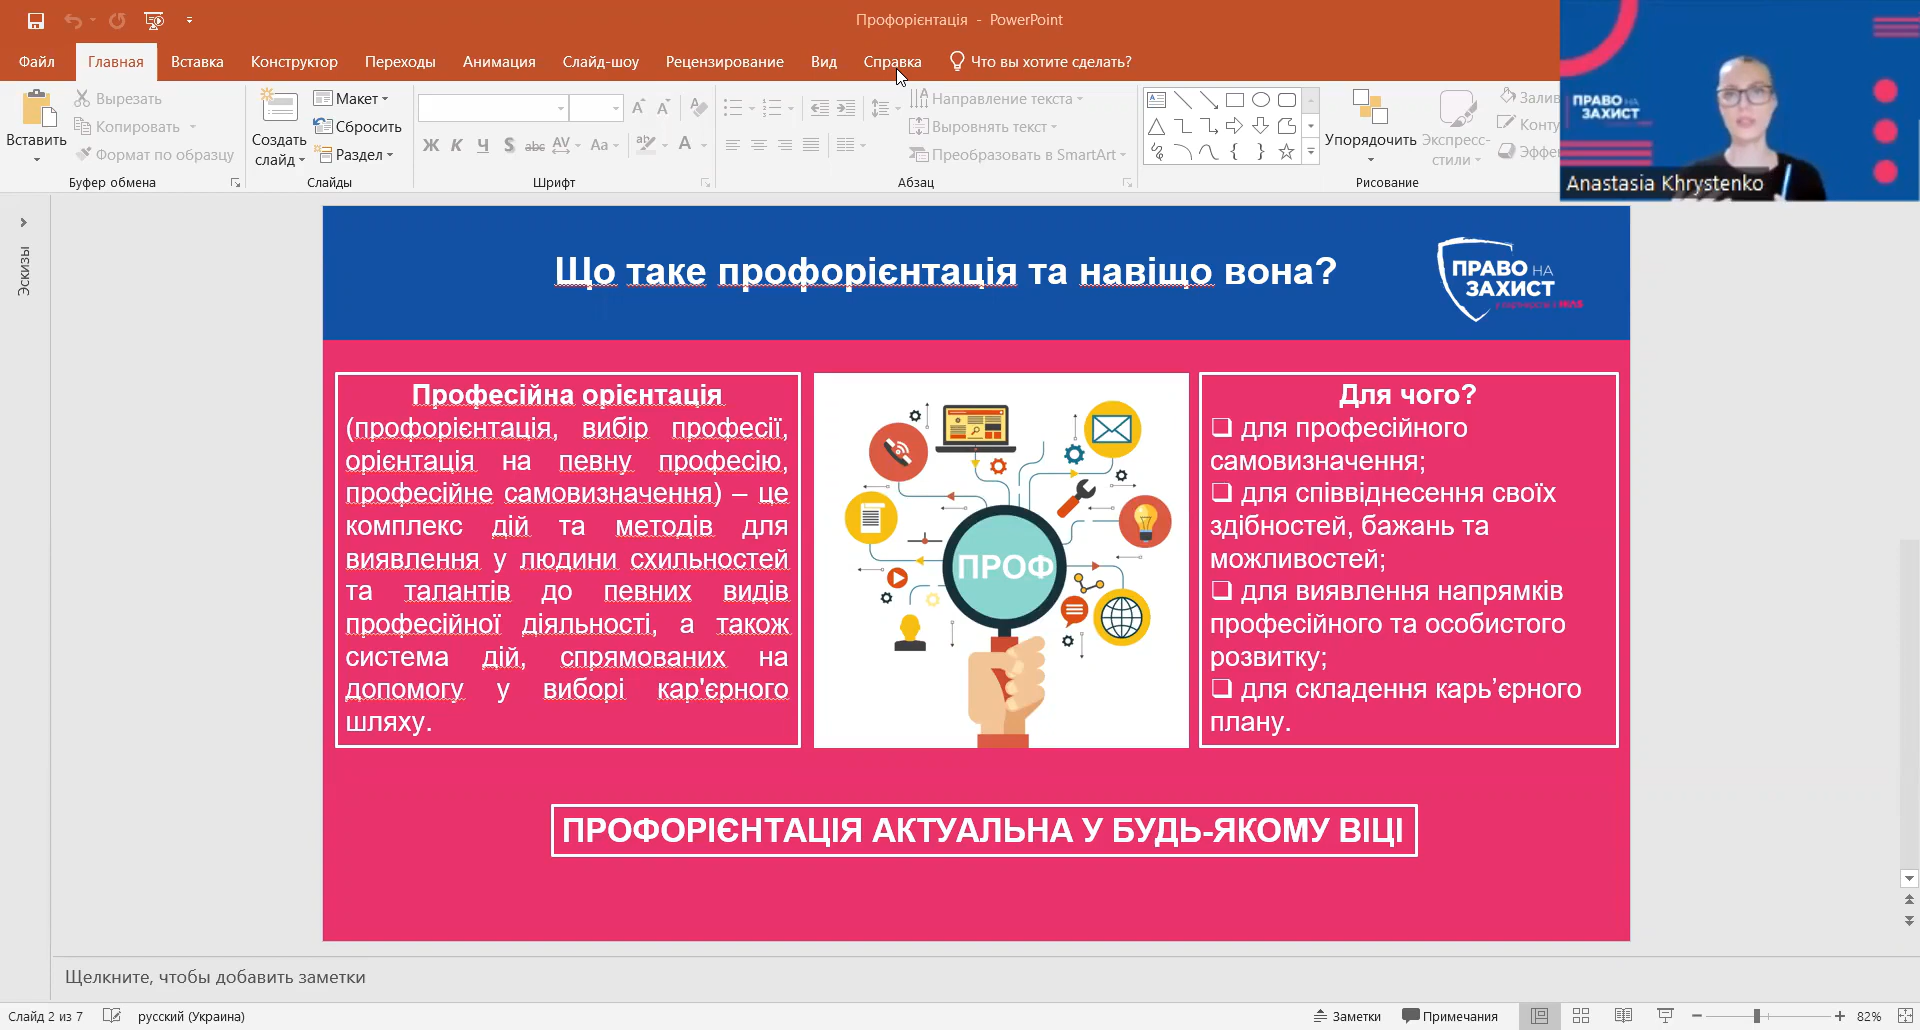 Профорієнтація - PowerPoint
Файл Главная Вставка Конструктор Переходы Анимация Слайд-шоу Рецензирование Вид Справка Что вы хотите сделать?
Вставить
Вырезать
Копировать
Формат по образцу
Буфер обмена
Создать слайд
Макет
Сбросить
Раздел
Слайды
Ж К Ч S abc AV Aa A
Шрифт
Направление текста
Выровнять текст
Преобразовать в SmartArt
Абзац
Упорядочить
Экспресс-стили
Рисование
ПРАВО НА
ЗАХИСТ
Anastasia Khrystenko
Эскизы
Що таке профорієнтація та навіщо вона?
ПРАВО НА
ЗАХИСТ
Професійна орієнтація
(профорієнтація, вибір професії,
орієнтація на певну професію,
професійне самовизначення) – це
комплекс дій та методів для
виявлення у людини схильностей
та талантів до певних видів
професійної діяльності, а також
система дій, спрямованих на
допомогу у виборі кар'єрного
шляху.
ПРОФ
Для чого?
❑ для професійного
самовизначення;
❑ для співвіднесення своїх
здібностей, бажань та
можливостей;
❑ для виявлення напрямків
професійного та особистого
розвитку;
❑ для складення карь’єрного
плану.
ПРОФОРІЄНТАЦІЯ АКТУАЛЬНА У БУДЬ-ЯКОМУ ВІЦІ
Щелкните, чтобы добавить заметки
Слайд 2 из 7 русский (Украина) Заметки Примечания 82%